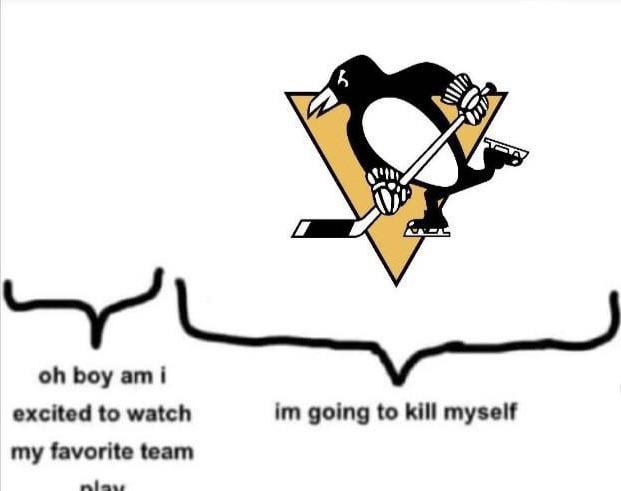 oh boy am i
excited to watch
my favorite team
play
im going to kill myself